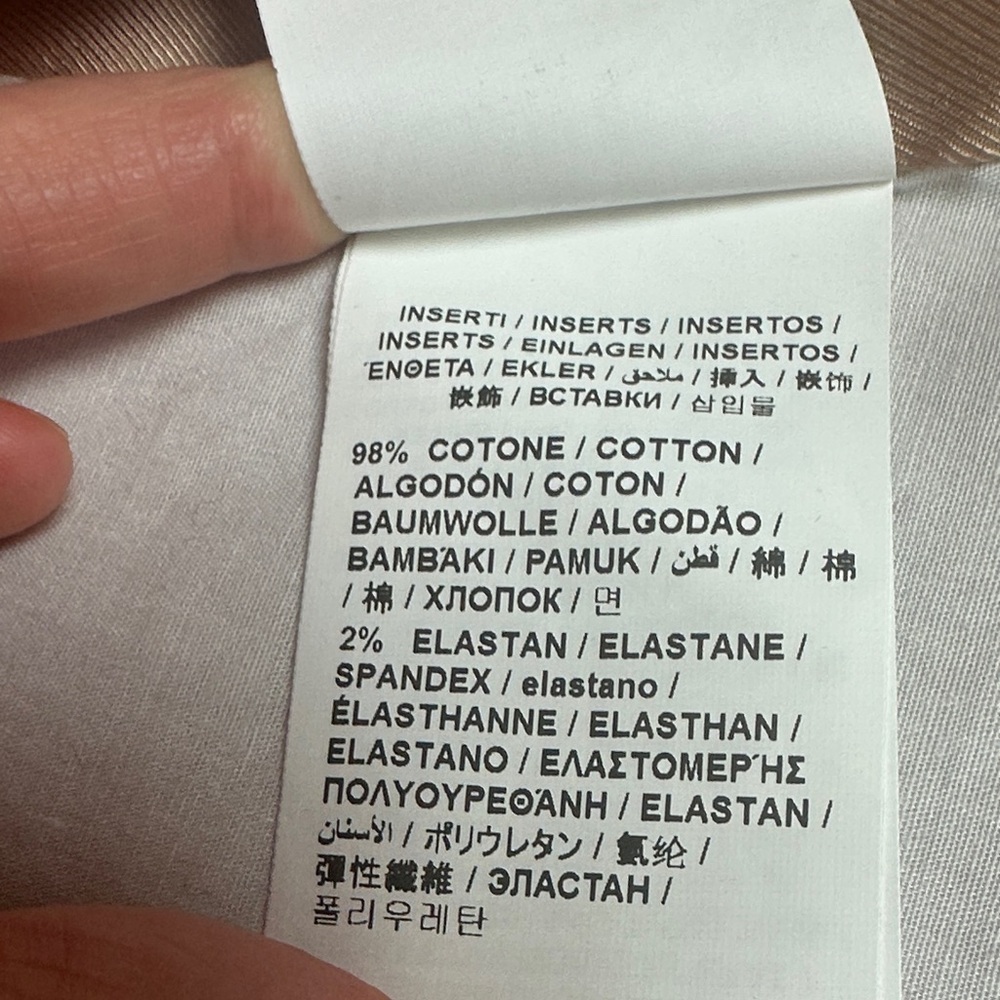 INSERTI / INSERTS / INSERTOS /
INSERTS / EINLAGEN / INSERTOS /
ΈΝΘΕΤΑ / EKLER / ملاحق / 挿入 / 嵌饰 /
嵌飾 / ВСТАВКИ / 삽입물
98% COTONE / COTTON /
ALGODÓN / COTON /
BAUMWOLLE / ALGODÃO /
ΒΑΜΒΆΚΙ / PAMUK / قطن / 綿 / 棉
/ 棉 / ХЛОПОК / 면
2% ELASTAN / ELASTANE /
SPANDEX / elastano /
ÉLASTHANNE / ELASTHAN /
ELASTANO / ΕΛΑΣΤΟΜΕΡΉΣ
ΠΟΛΥΟΥΡΕΘΆΝΗ / ELASTAN /
الأسنان / ポリウレタン / 氨纶 /
彈性纖維 / ЭЛАСТАН /
폴리우레탄